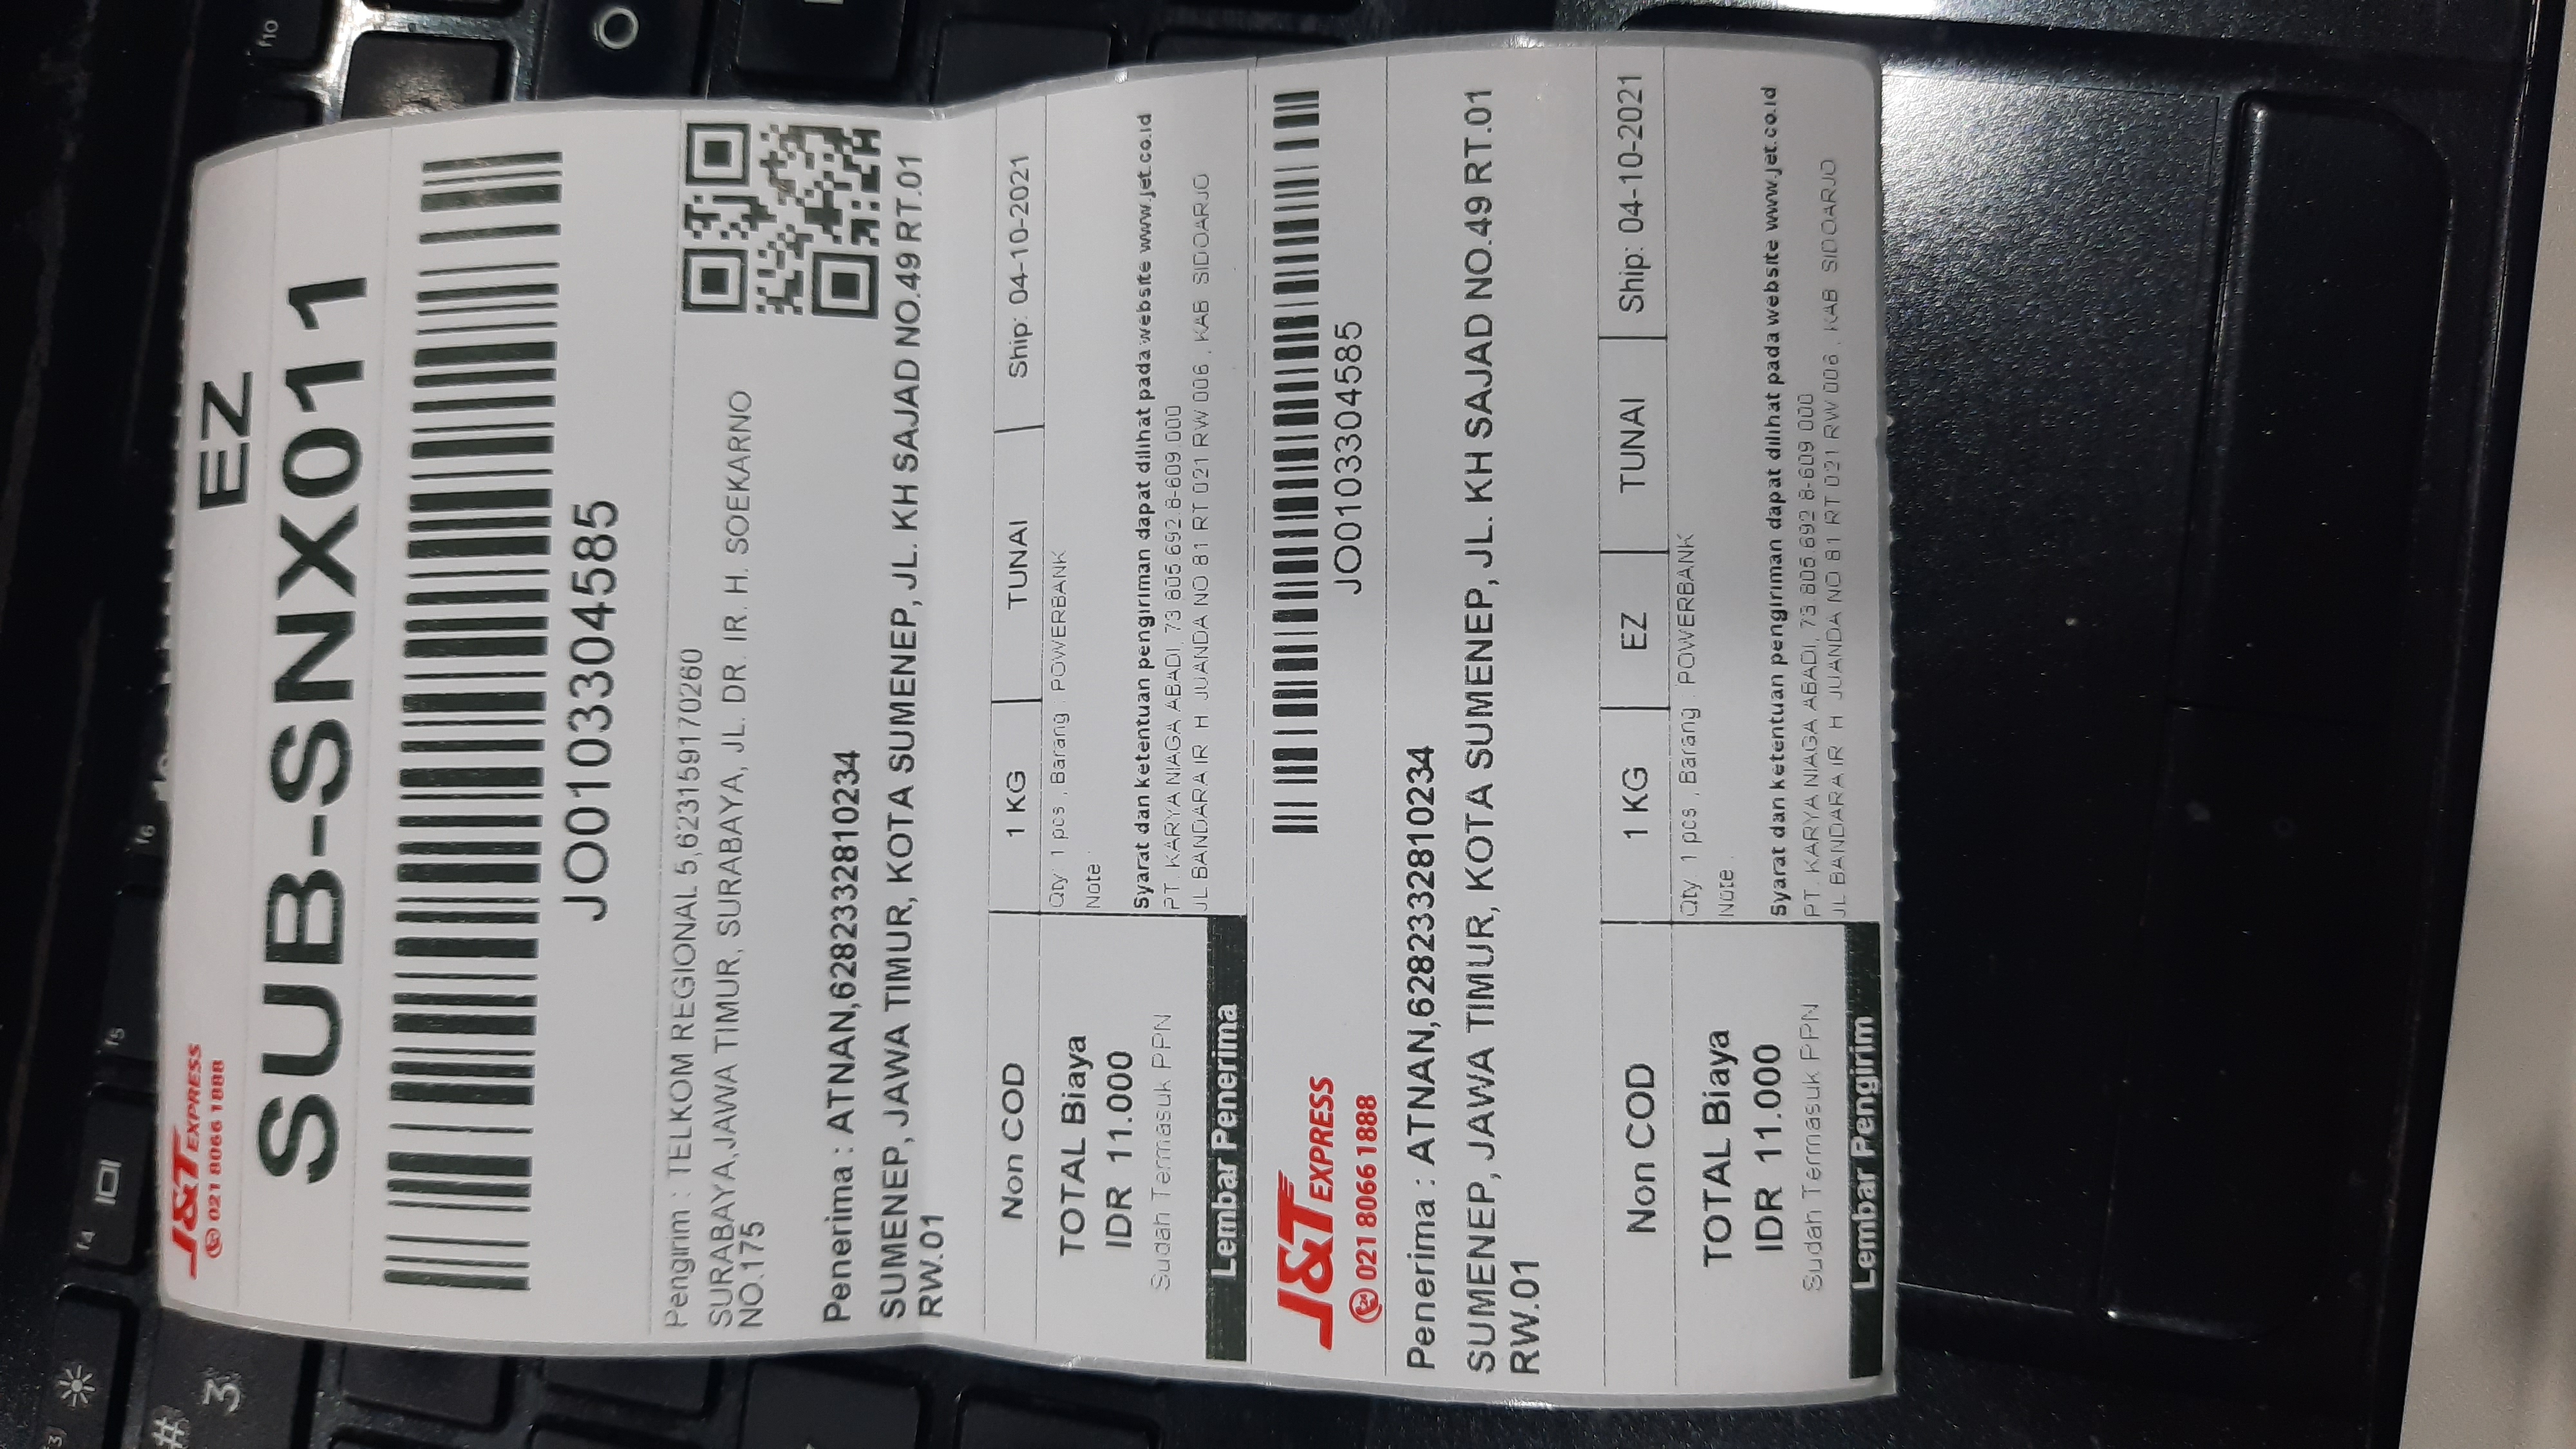 f3
f4
f5
f6
f10
#
3
O
J&T EXPRESS
021 8066 1888
EZ
SUB-SNX011
JO0103304585
Pengirim : TELKOM REGIONAL 5,623159170260
SURABAYA,JAWA TIMUR, SURABAYA, JL. DR. IR. H. SOEKARNO
NO.175
Penerima : ATNAN,6282332810234
SUMENEP, JAWA TIMUR, KOTA SUMENEP, JL. KH SAJAD NO.49 RT.01
RW.01
Non COD
1 KG
TUNAI
Ship: 04-10-2021
TOTAL Biaya
IDR 11.000
Sudah Termasuk PPN
Lembar Penerima
Qty: 1 pcs , Barang : POWERBANK
Note :
Syarat dan ketentuan pengiriman dapat dilihat pada website www.jet.co.id
PT. KARYA NIAGA ABADI, 73.805.692.8-609.000
JL BANDARA IR. H. JUANDA NO 81 RT 021 RW 006 , KAB. SIDOARJO
J&T EXPRESS
24 021 8066 1888
JO0103304585
Penerima : ATNAN,6282332810234
SUMENEP, JAWA TIMUR, KOTA SUMENEP, JL. KH SAJAD NO.49 RT.01
RW.01
Non COD
1 KG
EZ
TUNAI
Ship: 04-10-2021
TOTAL Biaya
IDR 11.000
Sudah Termasuk PPN
Lembar Pengirim
Qty: 1 pcs , Barang : POWERBANK
Note :
Syarat dan ketentuan pengiriman dapat dilihat pada website www.jet.co.id
PT. KARYA NIAGA ABADI, 73.805.692.8-609.000
JL BANDARA IR. H. JUANDA NO 81 RT 021 RW 006 , KAB. SIDOARJO